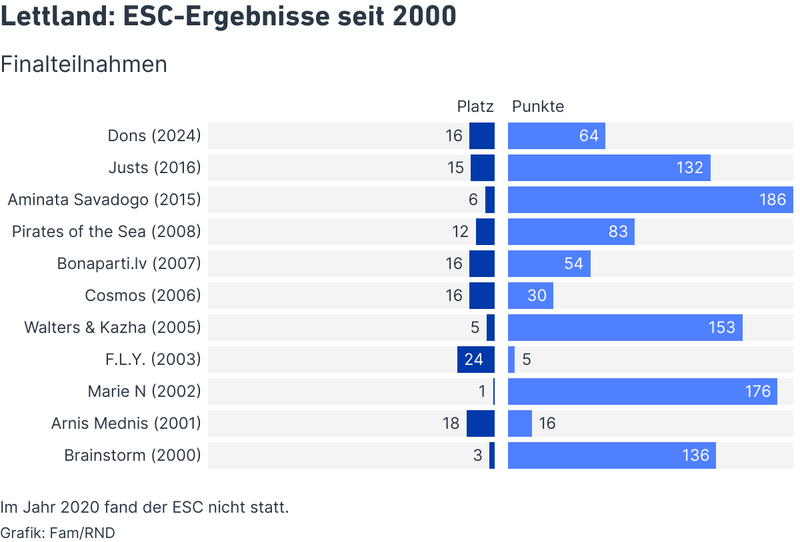 Lettland: ESC-Ergebnisse seit 2000
Finalteilnahmen
Platz Punkte
Dons (2024) 16 64
Justs (2016) 15 132
Aminata Savadogo (2015) 6 186
Pirates of the Sea (2008) 12 83
Bonaparti.lv (2007) 16 54
Cosmos (2006) 16 30
Walters & Kazha (2005) 5 153
F.L.Y. (2003) 24 5
Marie N (2002) 1 176
Arnis Mednis (2001) 18 16
Brainstorm (2000) 3 136
Im Jahr 2020 fand der ESC nicht statt.
Grafik: Fam/RND